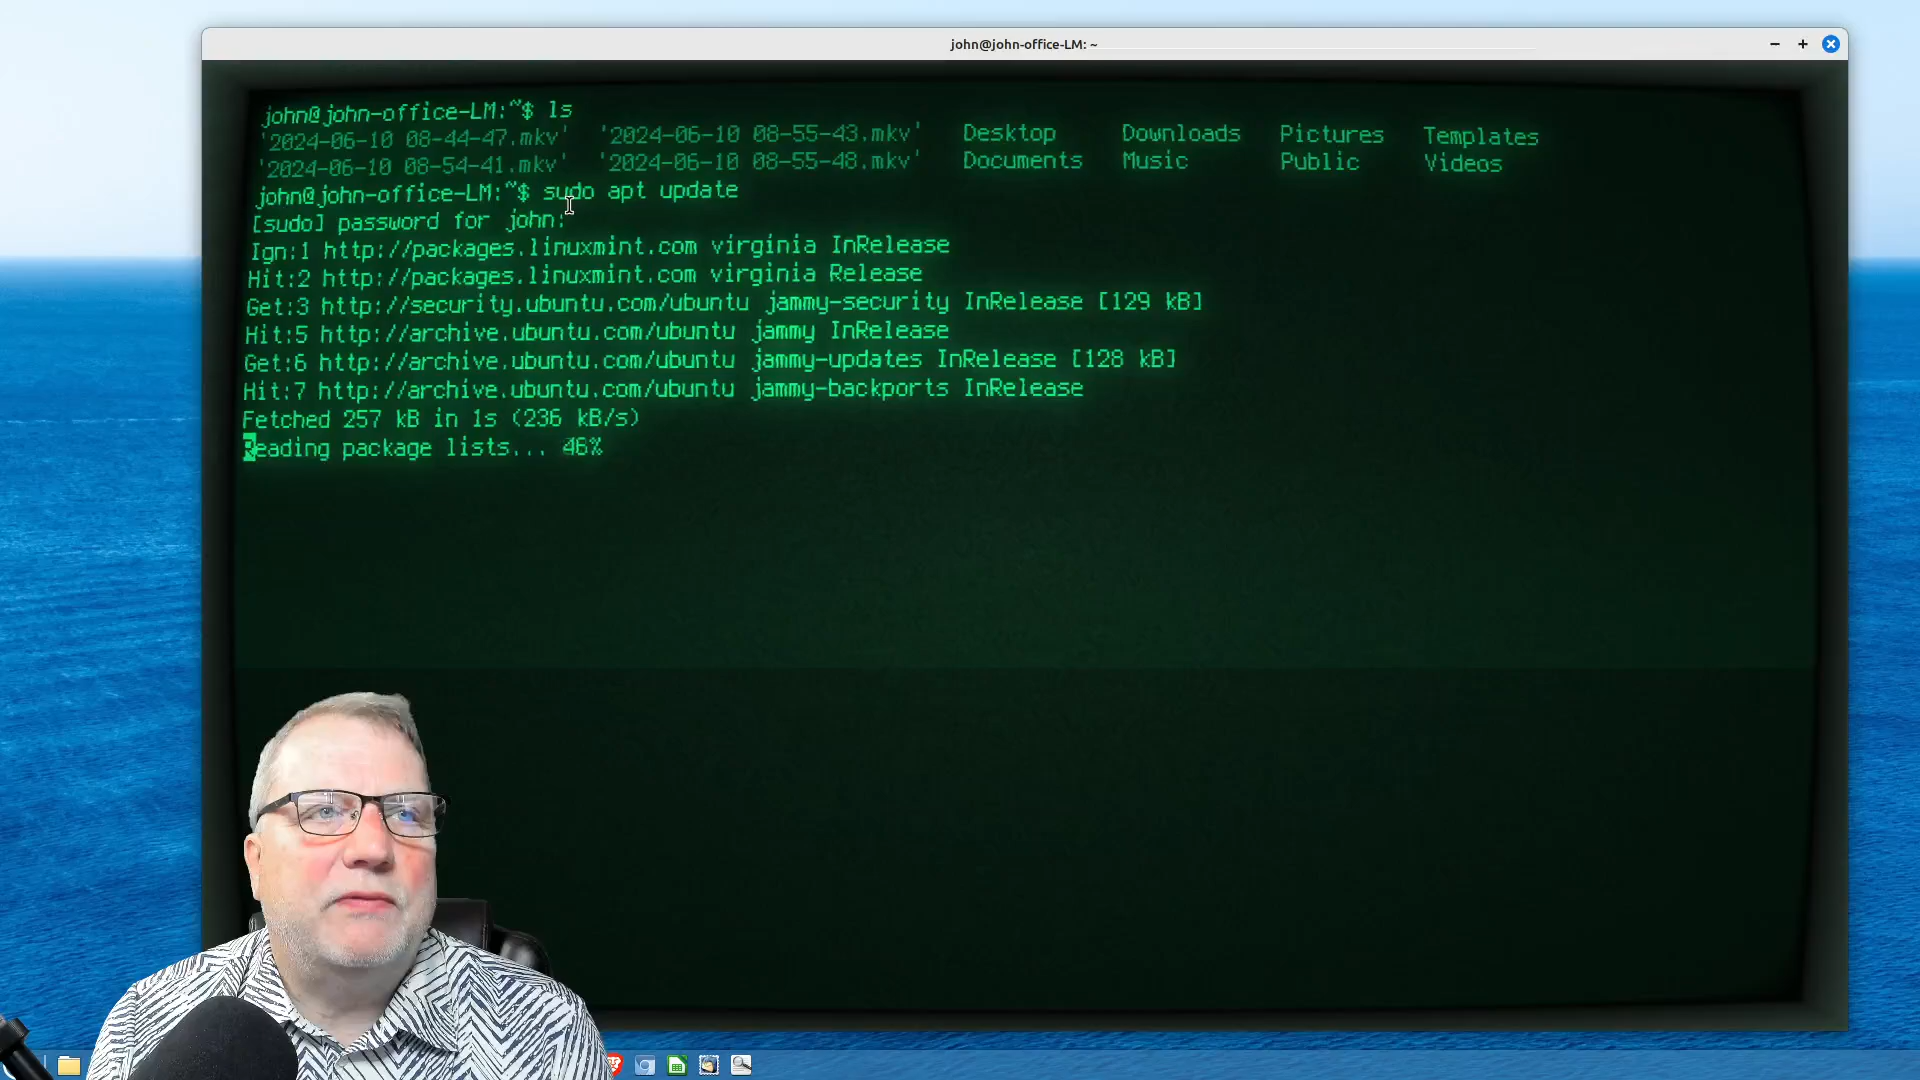 john@john-office-LM: ~
john@john-office-LM:~$ ls
'2024-06-10 08-44-47.mkv' '2024-06-10 08-55-43.mkv' Desktop Downloads Pictures Templates
'2024-06-10 08-54-41.mkv' '2024-06-10 08-55-48.mkv' Documents Music Public Videos
john@john-office-LM:~$ sudo apt update
[sudo] password for john:
Ign:1 http://packages.linuxmint.com virginia InRelease
Hit:2 http://packages.linuxmint.com virginia Release
Get:3 http://security.ubuntu.com/ubuntu jammy-security InRelease [129 kB]
Hit:5 http://archive.ubuntu.com/ubuntu jammy InRelease
Get:6 http://archive.ubuntu.com/ubuntu jammy-updates InRelease [128 kB]
Hit:7 http://archive.ubuntu.com/ubuntu jammy-backports InRelease
Fetched 257 kB in 1s (236 kB/s)
Reading package lists... 46%